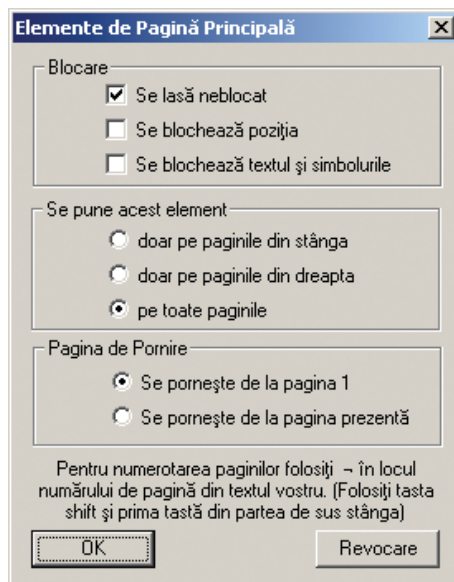 Elemente de Pagină Principală
Blocare
Se lasă neblocat
Se blochează poziţia
Se blochează textul şi simbolurile
Se pune acest element
doar pe paginile din stânga
doar pe paginile din dreapta
pe toate paginile
Pagina de Pornire
Se porneşte de la pagina 1
Se porneşte de la pagina prezentă
Pentru numerotarea paginilor folosiţi ¬ în locul
numărului de pagină din textul vostru. (Folosiţi tasta
shift şi prima tastă din partea de sus stânga)
OK Revocare